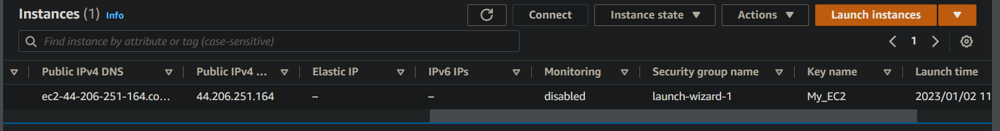 Instances (1) Info
Connect Instance state Actions Launch instances
Find instance by attribute or tag (case-sensitive)
1
Public IPv4 DNS Public IPv4 ... Elastic IP IPv6 IPs Monitoring Security group name Key name Launch time
ec2-44-206-251-164.co... 44.206.251.164 – – disabled launch-wizard-1 My_EC2 2023/01/02 11